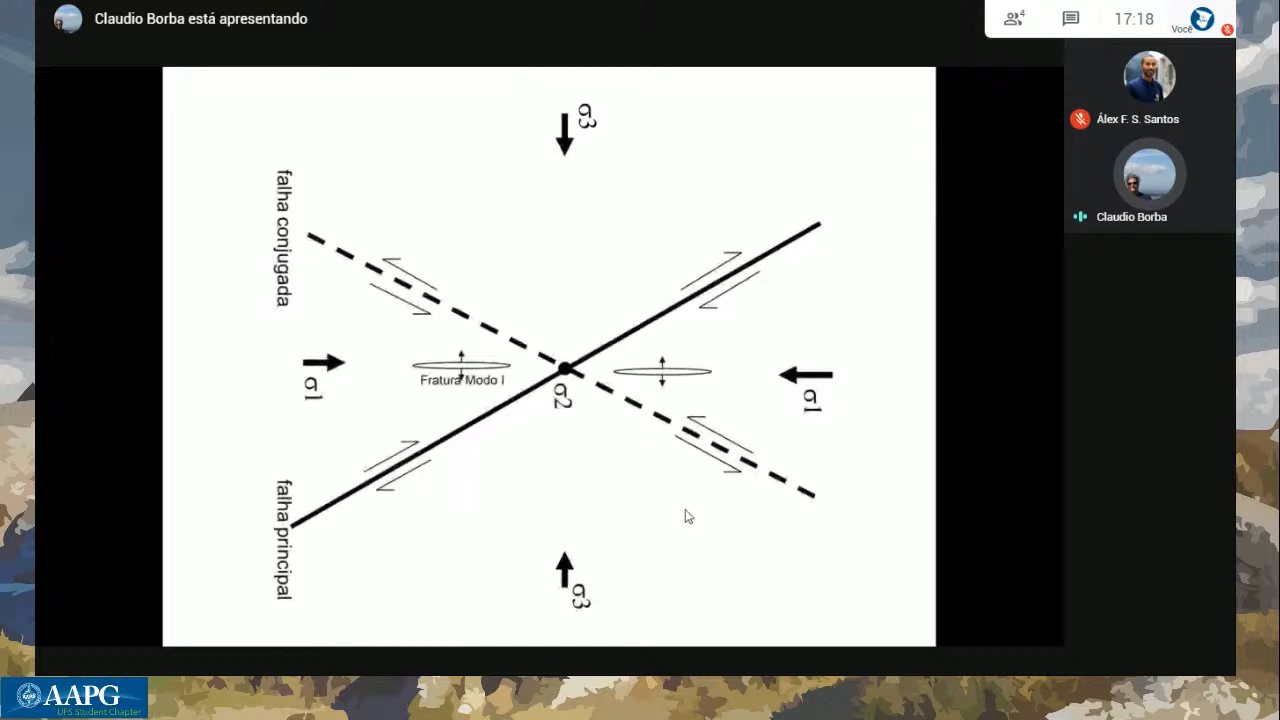 Claudio Borba está apresentando
4
17:18
Você
Álex F. S. Santos
Claudio Borba
σ3
falha conjugada
σ1
Fratura Modo I
σ2
σ1
falha principal
σ3
AAPG
UFS Student Chapter